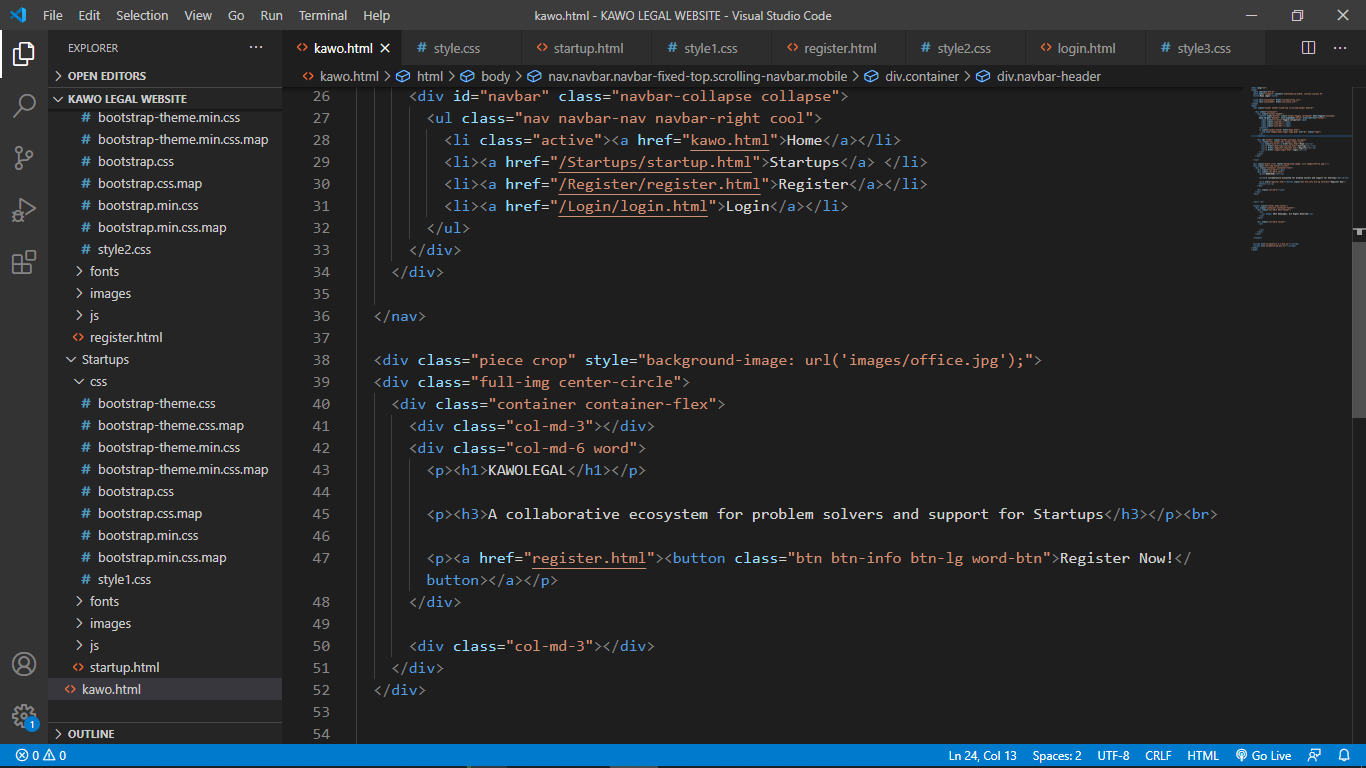 File Edit Selection View Go Run Terminal Help
kawo.html - KAWO LEGAL WEBSITE - Visual Studio Code
EXPLORER
OPEN EDITORS
KAWO LEGAL WEBSITE
# bootstrap-theme.min.css
# bootstrap-theme.min.css.map
# bootstrap.css
# bootstrap.css.map
# bootstrap.min.css
# bootstrap.min.css.map
# style2.css
fonts
images
js
register.html
Startups
css
# bootstrap-theme.css
# bootstrap-theme.css.map
# bootstrap-theme.min.css
# bootstrap-theme.min.css.map
# bootstrap.css
# bootstrap.css.map
# bootstrap.min.css
# bootstrap.min.css.map
# style1.css
fonts
images
js
startup.html
kawo.html
OUTLINE
1
kawo.html # style.css startup.html # style1.css register.html # style2.css login.html # style3.css
kawo.html > html > body > nav.navbar.navbar-fixed-top.scrolling-navbar.mobile > div.container > div.navbar-header
26 <div id="navbar" class="navbar-collapse collapse">
27 <ul class="nav navbar-nav navbar-right cool">
28 <li class="active"><a href="kawo.html">Home</a></li>
29 <li><a href="/Startups/startup.html">Startups</a> </li>
30 <li><a href="/Register/register.html">Register</a></li>
31 <li><a href="/Login/login.html">Login</a></li>
32 </ul>
33 </div>
34 </div>
35
36 </nav>
37
38 <div class="piece crop" style="background-image: url('images/office.jpg');">
39 <div class="full-img center-circle">
40 <div class="container container-flex">
41 <div class="col-md-3"></div>
42 <div class="col-md-6 word">
43 <p><h1>KAWOLEGAL</h1></p>
44
45 <p><h3>A collaborative ecosystem for problem solvers and support for Startups</h3></p><br>
46
47 <p><a href="register.html"><button class="btn btn-info btn-lg word-btn">Register Now!</
button></a></p>
48 </div>
49
50 <div class="col-md-3"></div>
51 </div>
52 </div>
53
54
0 0
Ln 24, Col 13 Spaces: 2 UTF-8 CRLF HTML Go Live